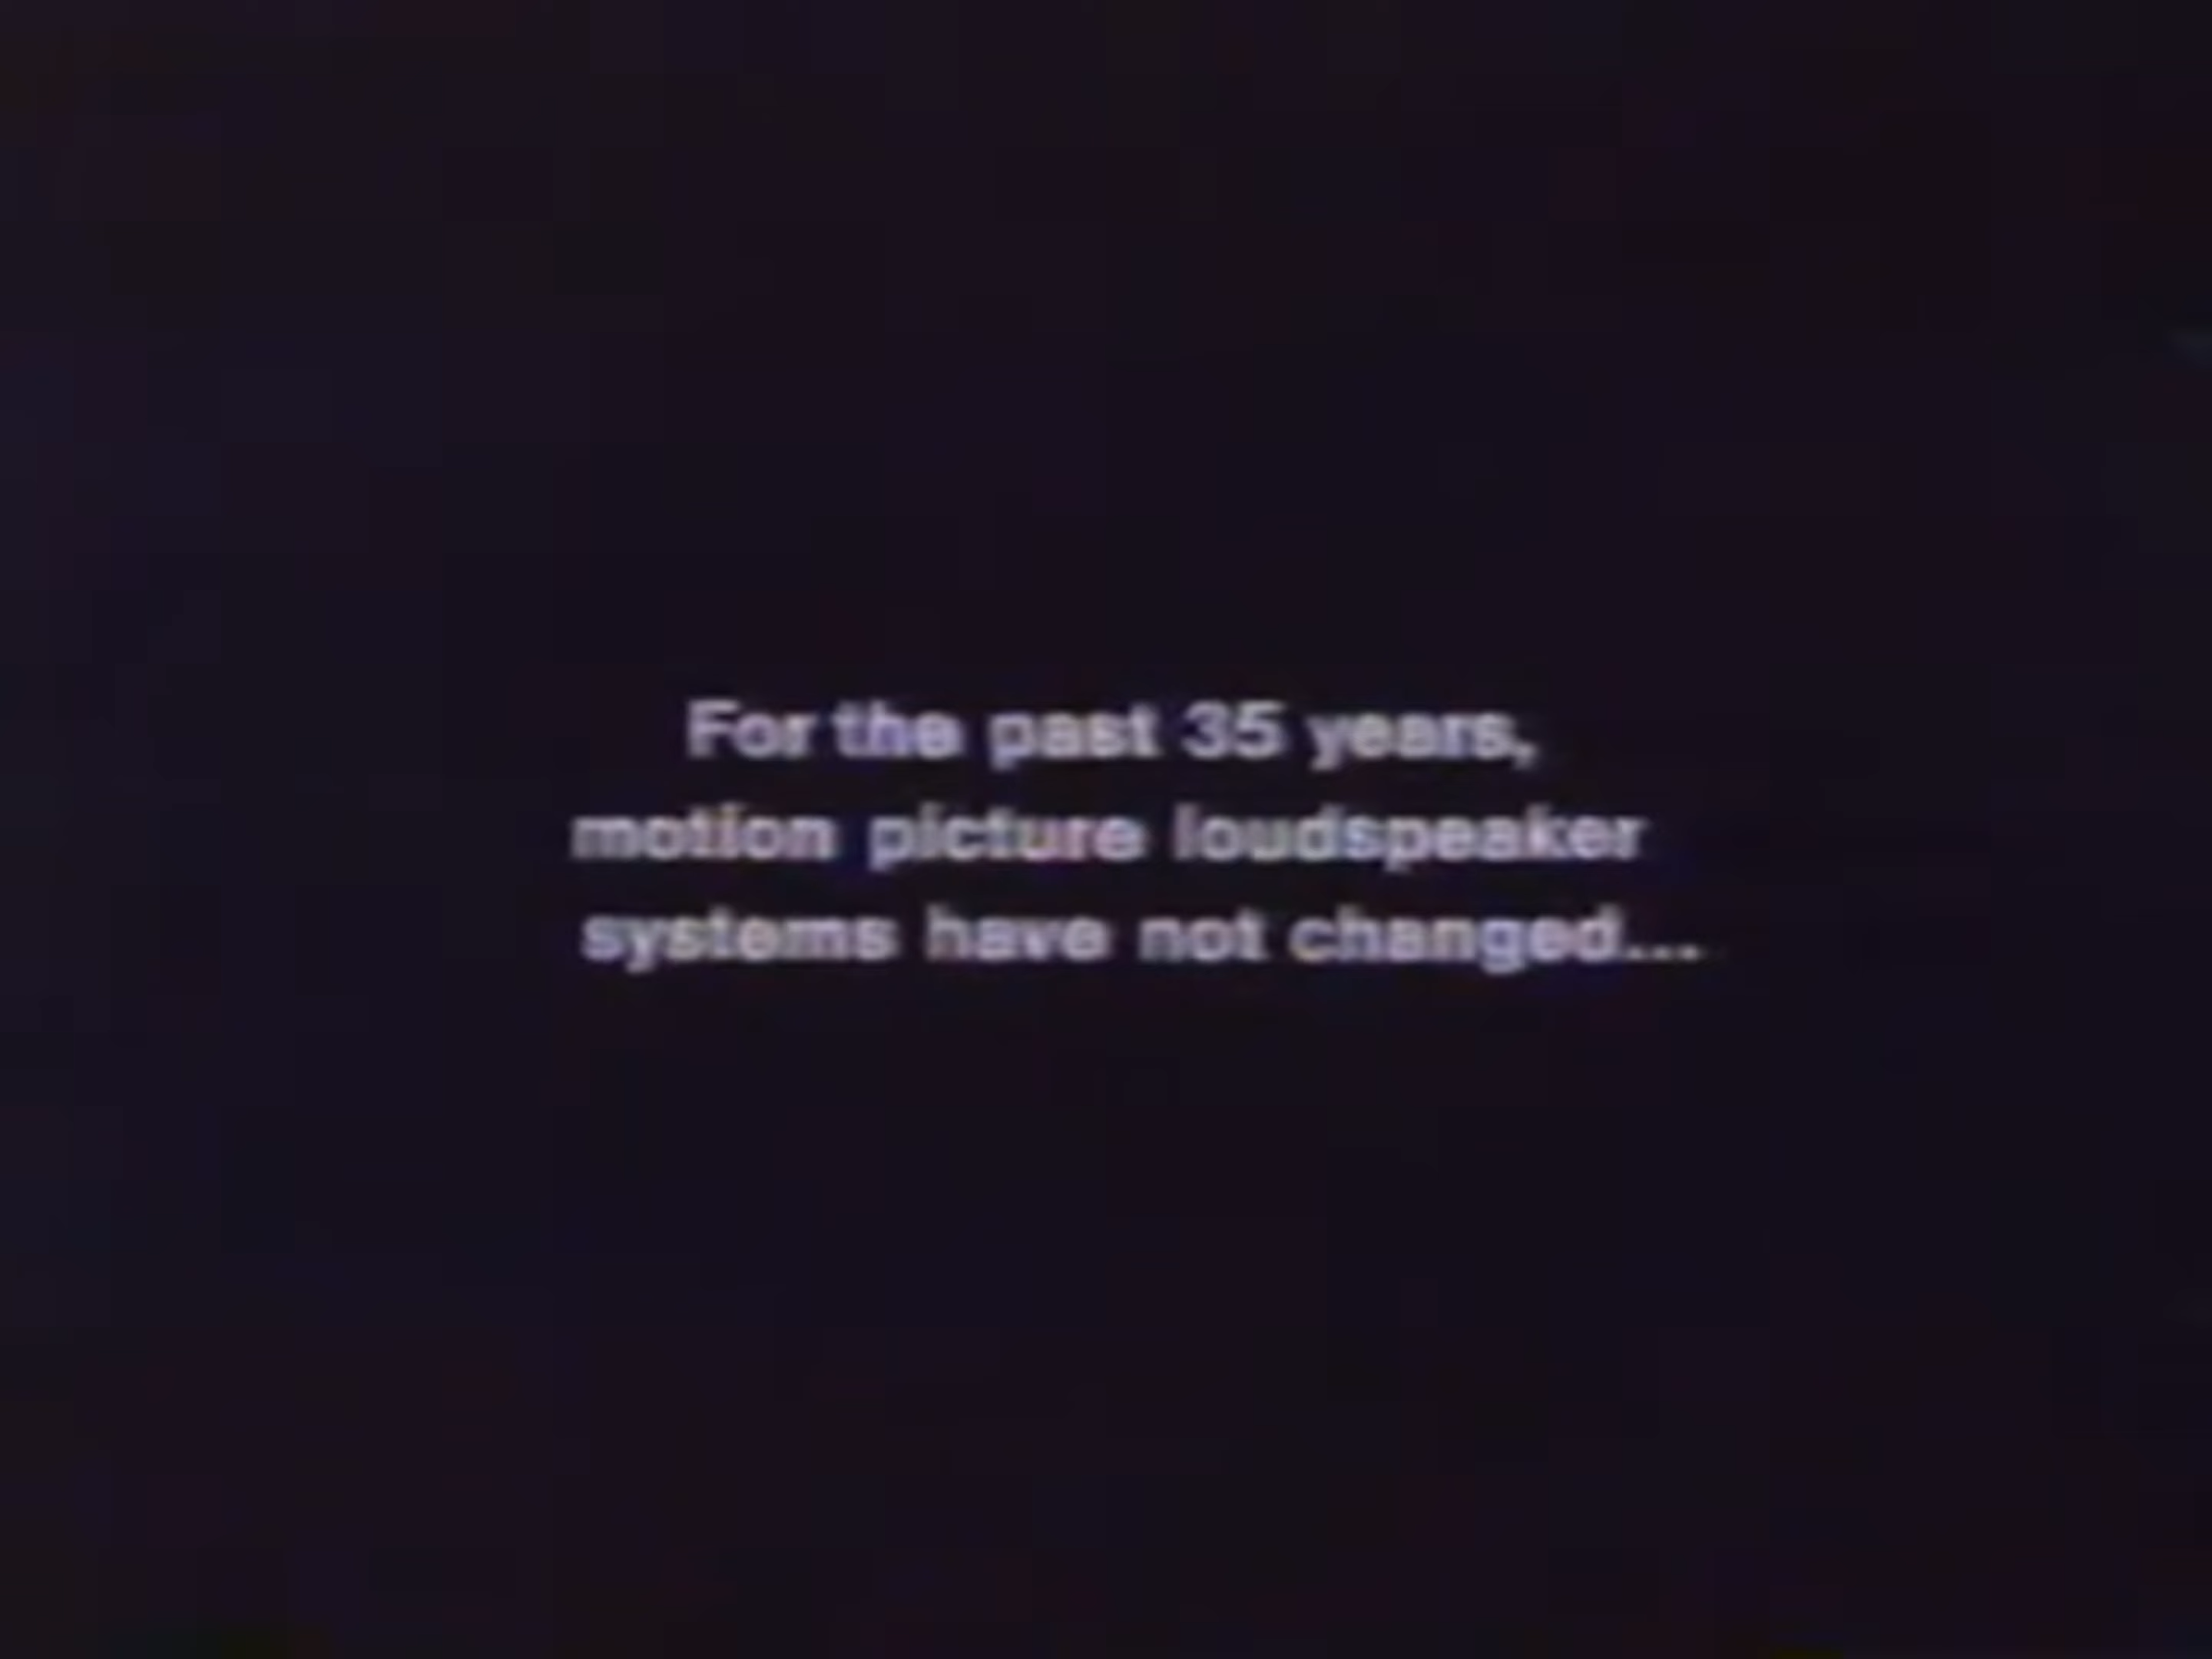 For the past 35 years,
motion picture loudspeaker
systems have not changed...